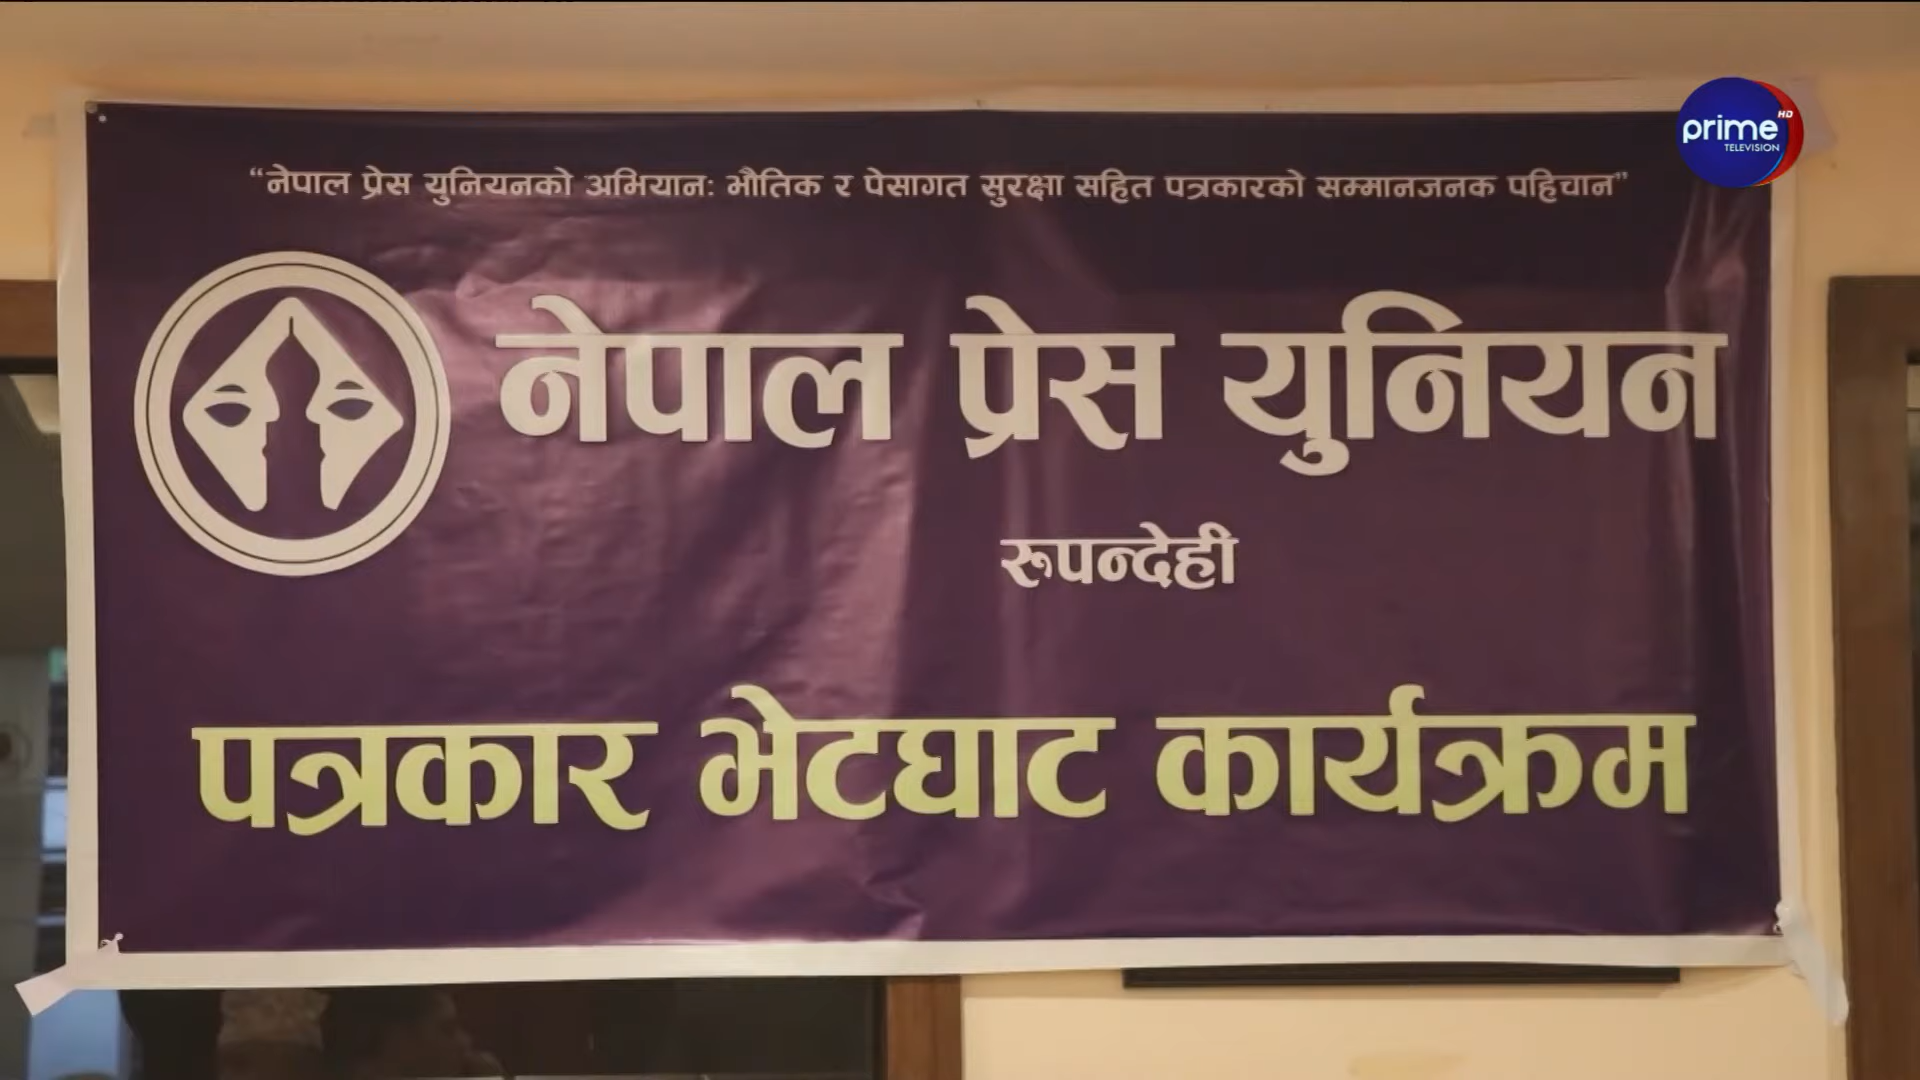 “नेपाल प्रेस युनियनको अभियान: भौतिक र पेसागत सुरक्षा सहित पत्रकारको सम्मानजनक पहिचान”
prime HD
TELEVISION
नेपाल प्रेस युनियन
रुपन्देही
पत्रकार भेटघाट कार्यक्रम